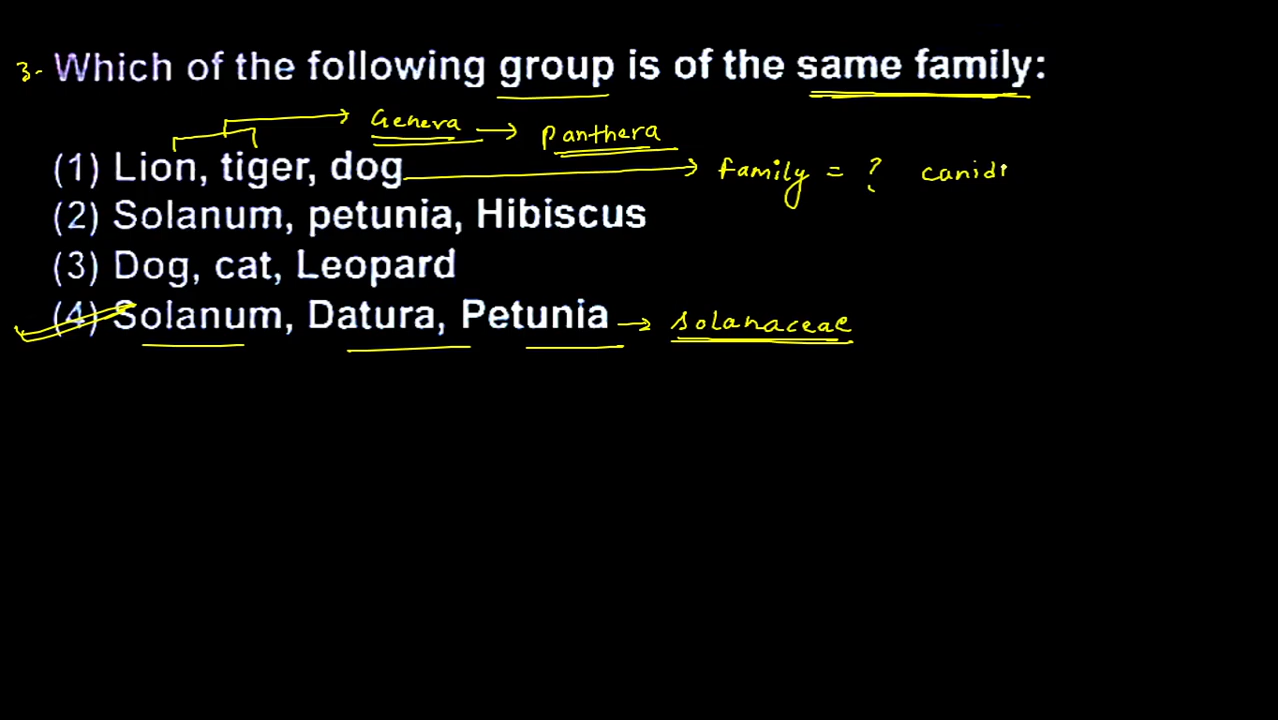 3- Which of the following group is of the same family:
Genera → Panthera
(1) Lion, tiger, dog → family = ? canidi
(2) Solanum, petunia, Hibiscus
(3) Dog, cat, Leopard
(4) Solanum, Datura, Petunia → solanaceae